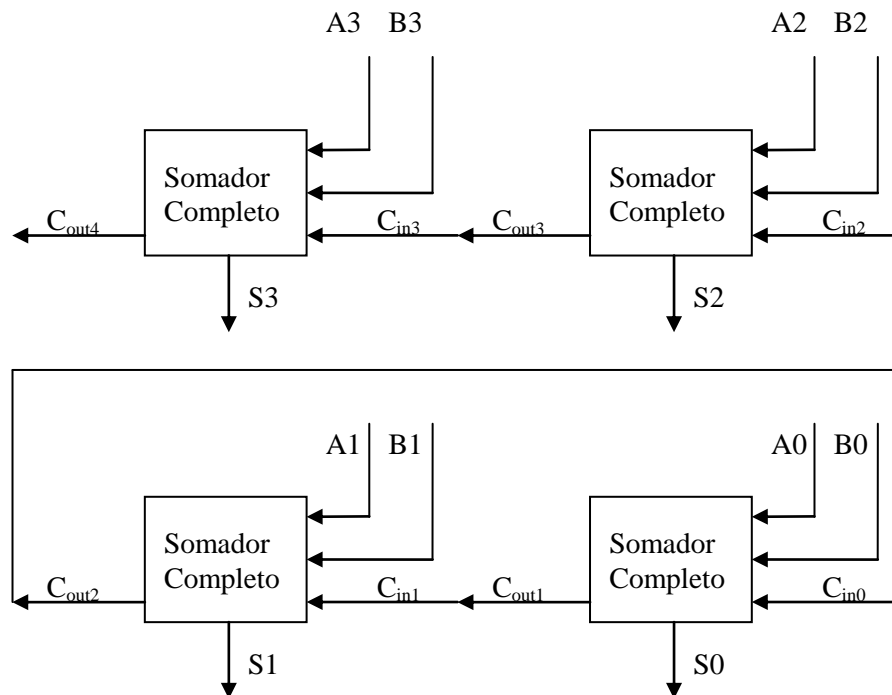 A3 B3
A2 B2
Somador
Completo
Somador
Completo
Cout4
Cin3
Cout3
Cin2
S3
S2
A1 B1
A0 B0
Somador
Completo
Somador
Completo
Cout2
Cin1
Cout1
Cin0
S1
S0